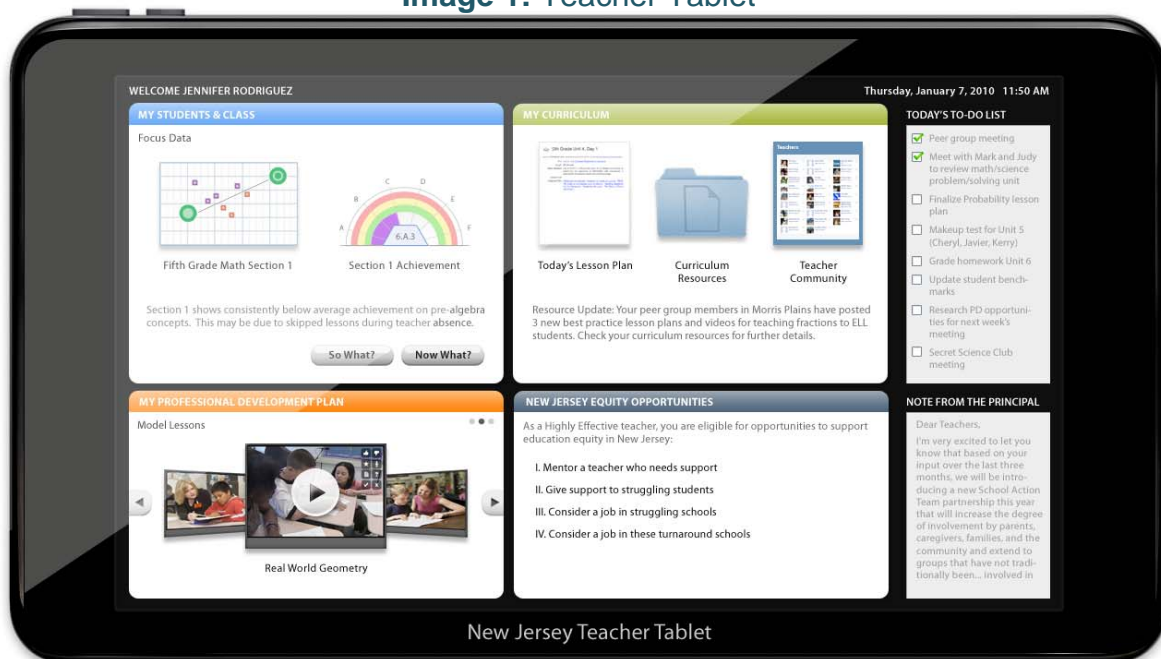 Image 1: Teacher Tablet
WELCOME JENNIFER RODRIGUEZ
Thursday, January 7, 2010 11:50 AM
MY STUDENTS & CLASS
Focus Data
A
B
C
D
E
F
6.A.3
Fifth Grade Math Section 1
Section 1 Achievement
Section 1 shows consistently below average achievement on pre-algebra
concepts. This may be due to skipped lessons during teacher absence.
So What?
Now What?
MY CURRICULUM
5th Grade Unit 4, Day 1
Teachers
Today's Lesson Plan
Curriculum
Resources
Teacher
Community
Resource Update: Your peer group members in Morris Plains have posted
3 new best practice lesson plans and videos for teaching fractions to ELL
students. Check your curriculum resources for further details.
TODAY'S TO-DO LIST
Peer group meeting
Meet with Mark and Judy
to review math/science
problem/solving unit
Finalize Probability lesson
plan
Makeup test for Unit 5
(Cheryl, Javier, Kerry)
Grade homework Unit 6
Update student bench-
marks
Research PD opportuni-
ties for next week's
meeting
Secret Science Club
meeting
MY PROFESSIONAL DEVELOPMENT PLAN
Model Lessons
Real World Geometry
NEW JERSEY EQUITY OPPORTUNITIES
As a Highly Effective teacher, you are eligible for opportunities to support
education equity in New Jersey:
I. Mentor a teacher who needs support
II. Give support to struggling students
III. Consider a job in struggling schools
IV. Consider a job in these turnaround schools
NOTE FROM THE PRINCIPAL
Dear Teachers,
I'm very excited to let you
know that based on your
input over the last three
months, we will be intro-
ducing a new School Action
Team partnership this year
that will increase the degree
of involvement by parents,
caregivers, families, and the
community and extend to
groups that have not tradi-
tionally been... involved in
New Jersey Teacher Tablet